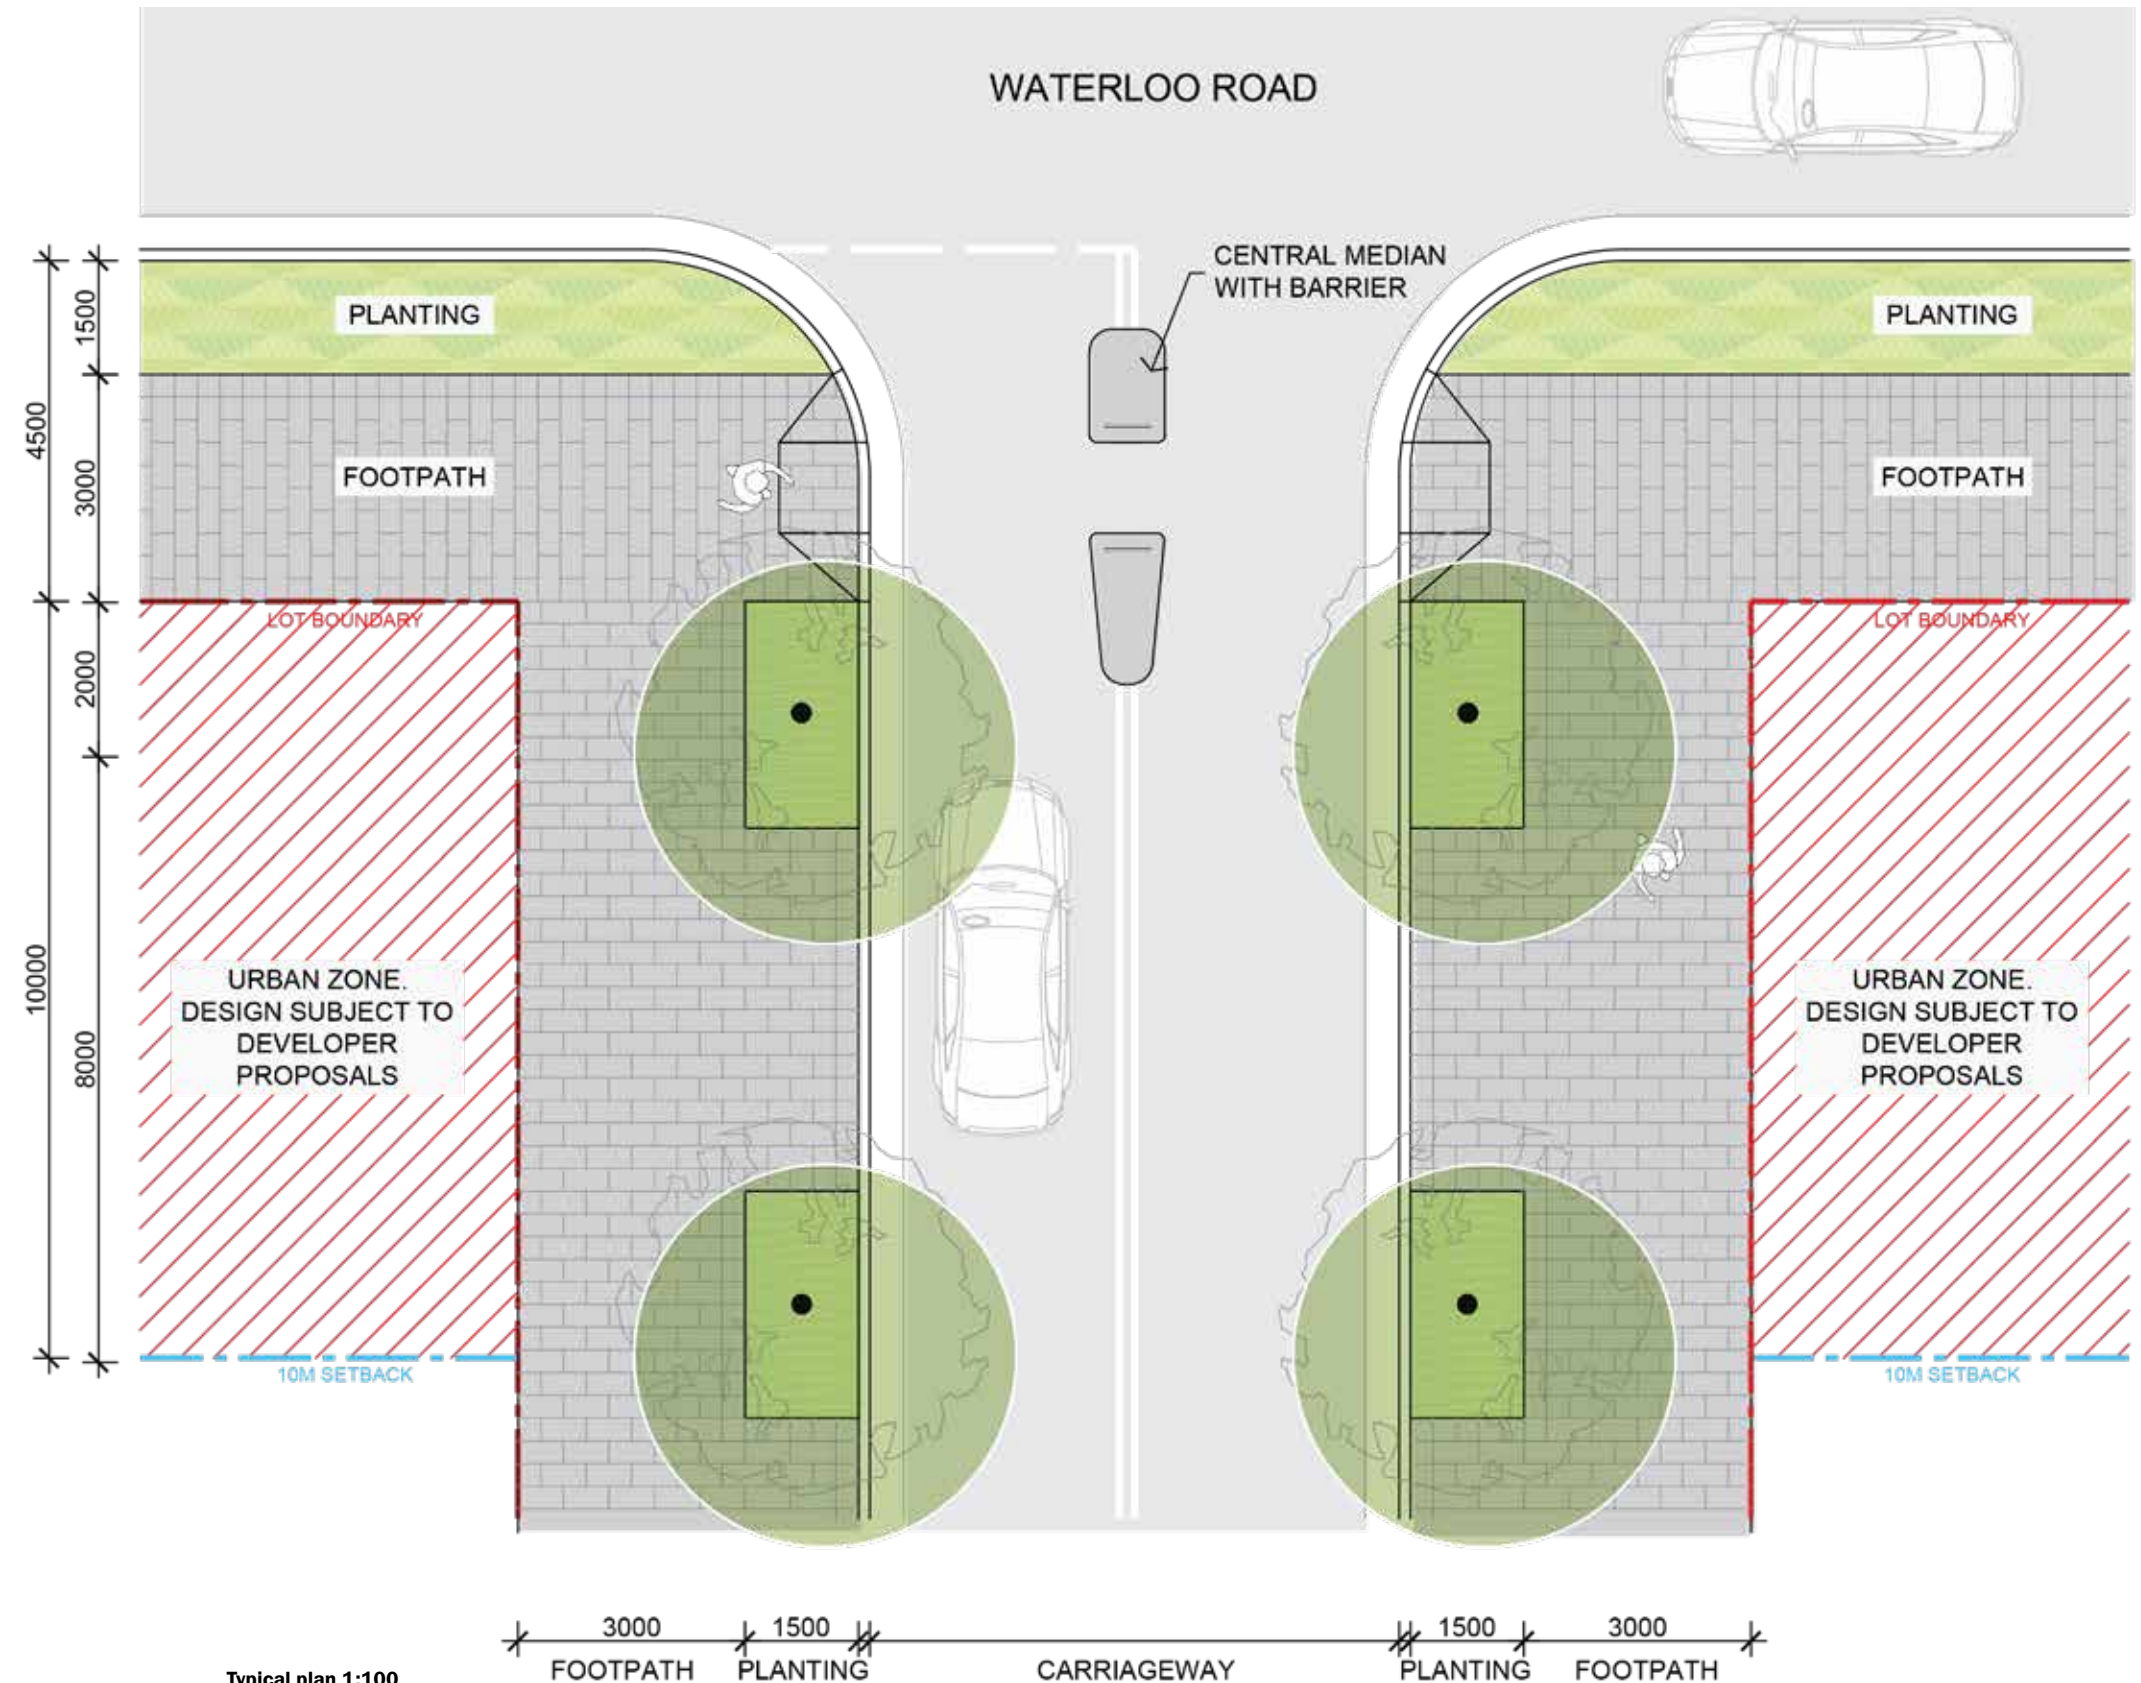 WATERLOO ROAD
CENTRAL MEDIAN
WITH BARRIER
PLANTING
PLANTING
1500
4500
3000
FOOTPATH
FOOTPATH
LOT BOUNDARY
LOT BOUNDARY
2000
10000
8000
URBAN ZONE.
DESIGN SUBJECT TO
DEVELOPER
PROPOSALS
URBAN ZONE.
DESIGN SUBJECT TO
DEVELOPER
PROPOSALS
10M SETBACK
10M SETBACK
3000
1500
1500
3000
FOOTPATH
PLANTING
CARRIAGEWAY
PLANTING
FOOTPATH
Typical plan 1:100